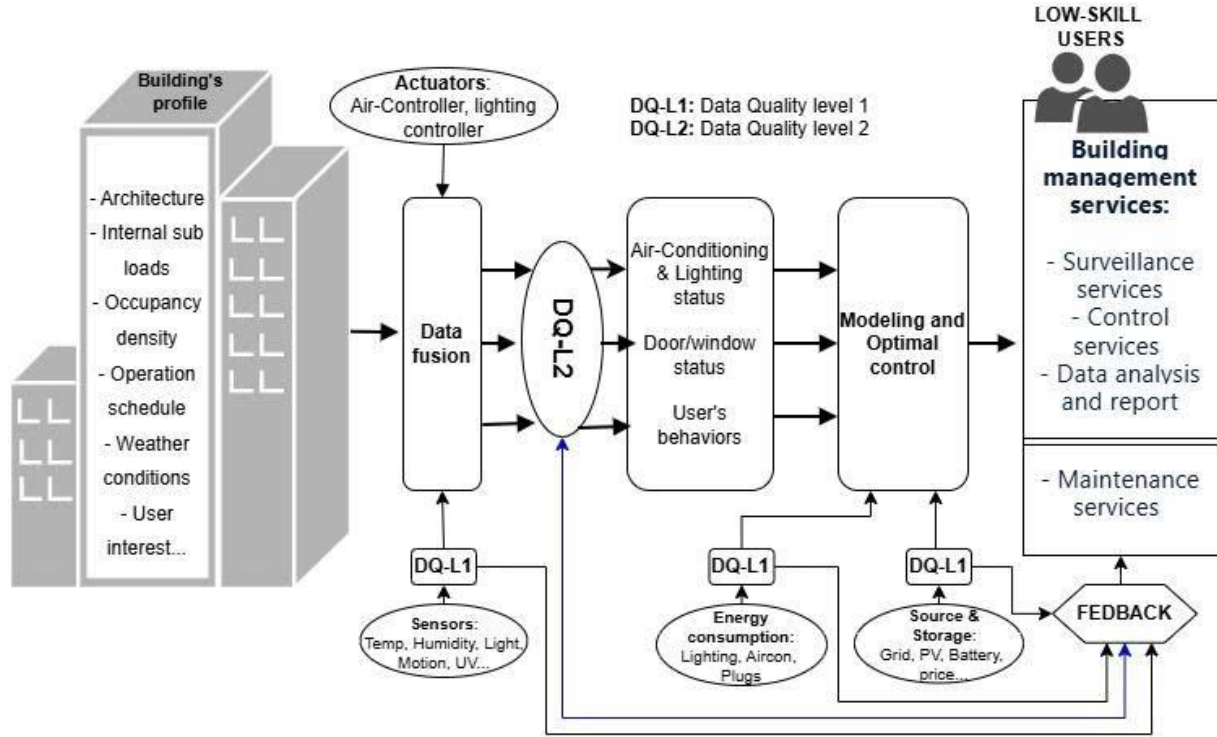 LOW-SKILL
USERS
Building's
profile
- Architecture
- Internal sub
loads
- Occupancy
density
- Operation
schedule
- Weather
conditions
- User
interest...
Actuators:
Air-Controller, lighting
controller
DQ-L1: Data Quality level 1
DQ-L2: Data Quality level 2
Data
fusion
DQ-L2
Air-Conditioning
& Lighting
status
Door/window
status
User's
behaviors
Modeling and
Optimal
control
Building
management
services:
- Surveillance
services
- Control
services
- Data analysis
and report
- Maintenance
services
DQ-L1
DQ-L1
DQ-L1
Sensors:
Temp, Humidity, Light,
Motion, UV...
Energy
consumption:
Lighting, Aircon,
Plugs
Source &
Storage:
Grid, PV, Battery,
price...
FEDBACK